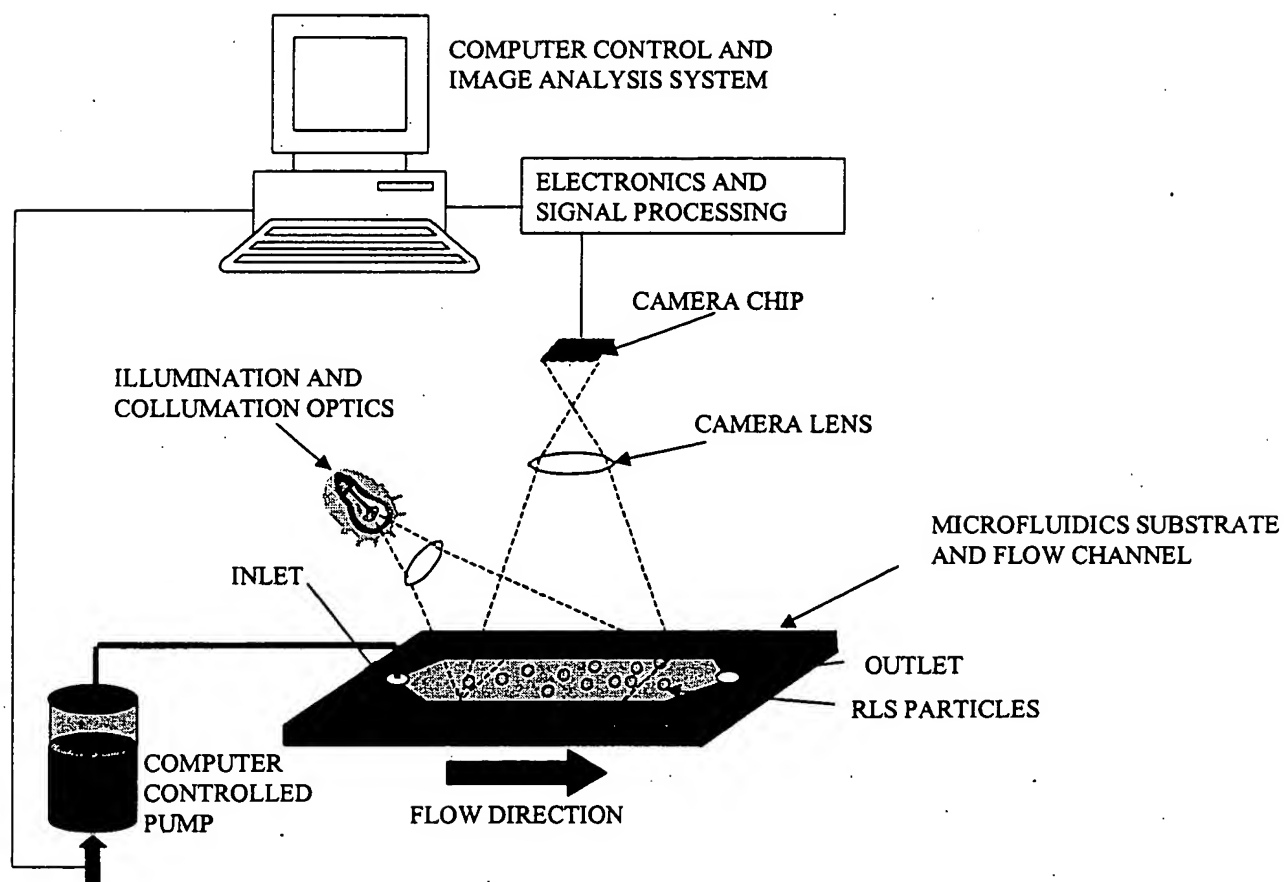 COMPUTER CONTROL AND
IMAGE ANALYSIS SYSTEM
ELECTRONICS AND
SIGNAL PROCESSING
CAMERA CHIP
ILLUMINATION AND
COLLUMATION OPTICS
CAMERA LENS
MICROFLUIDICS SUBSTRATE
AND FLOW CHANNEL
INLET
OUTLET
RLS PARTICLES
COMPUTER
CONTROLLED
PUMP
FLOW DIRECTION